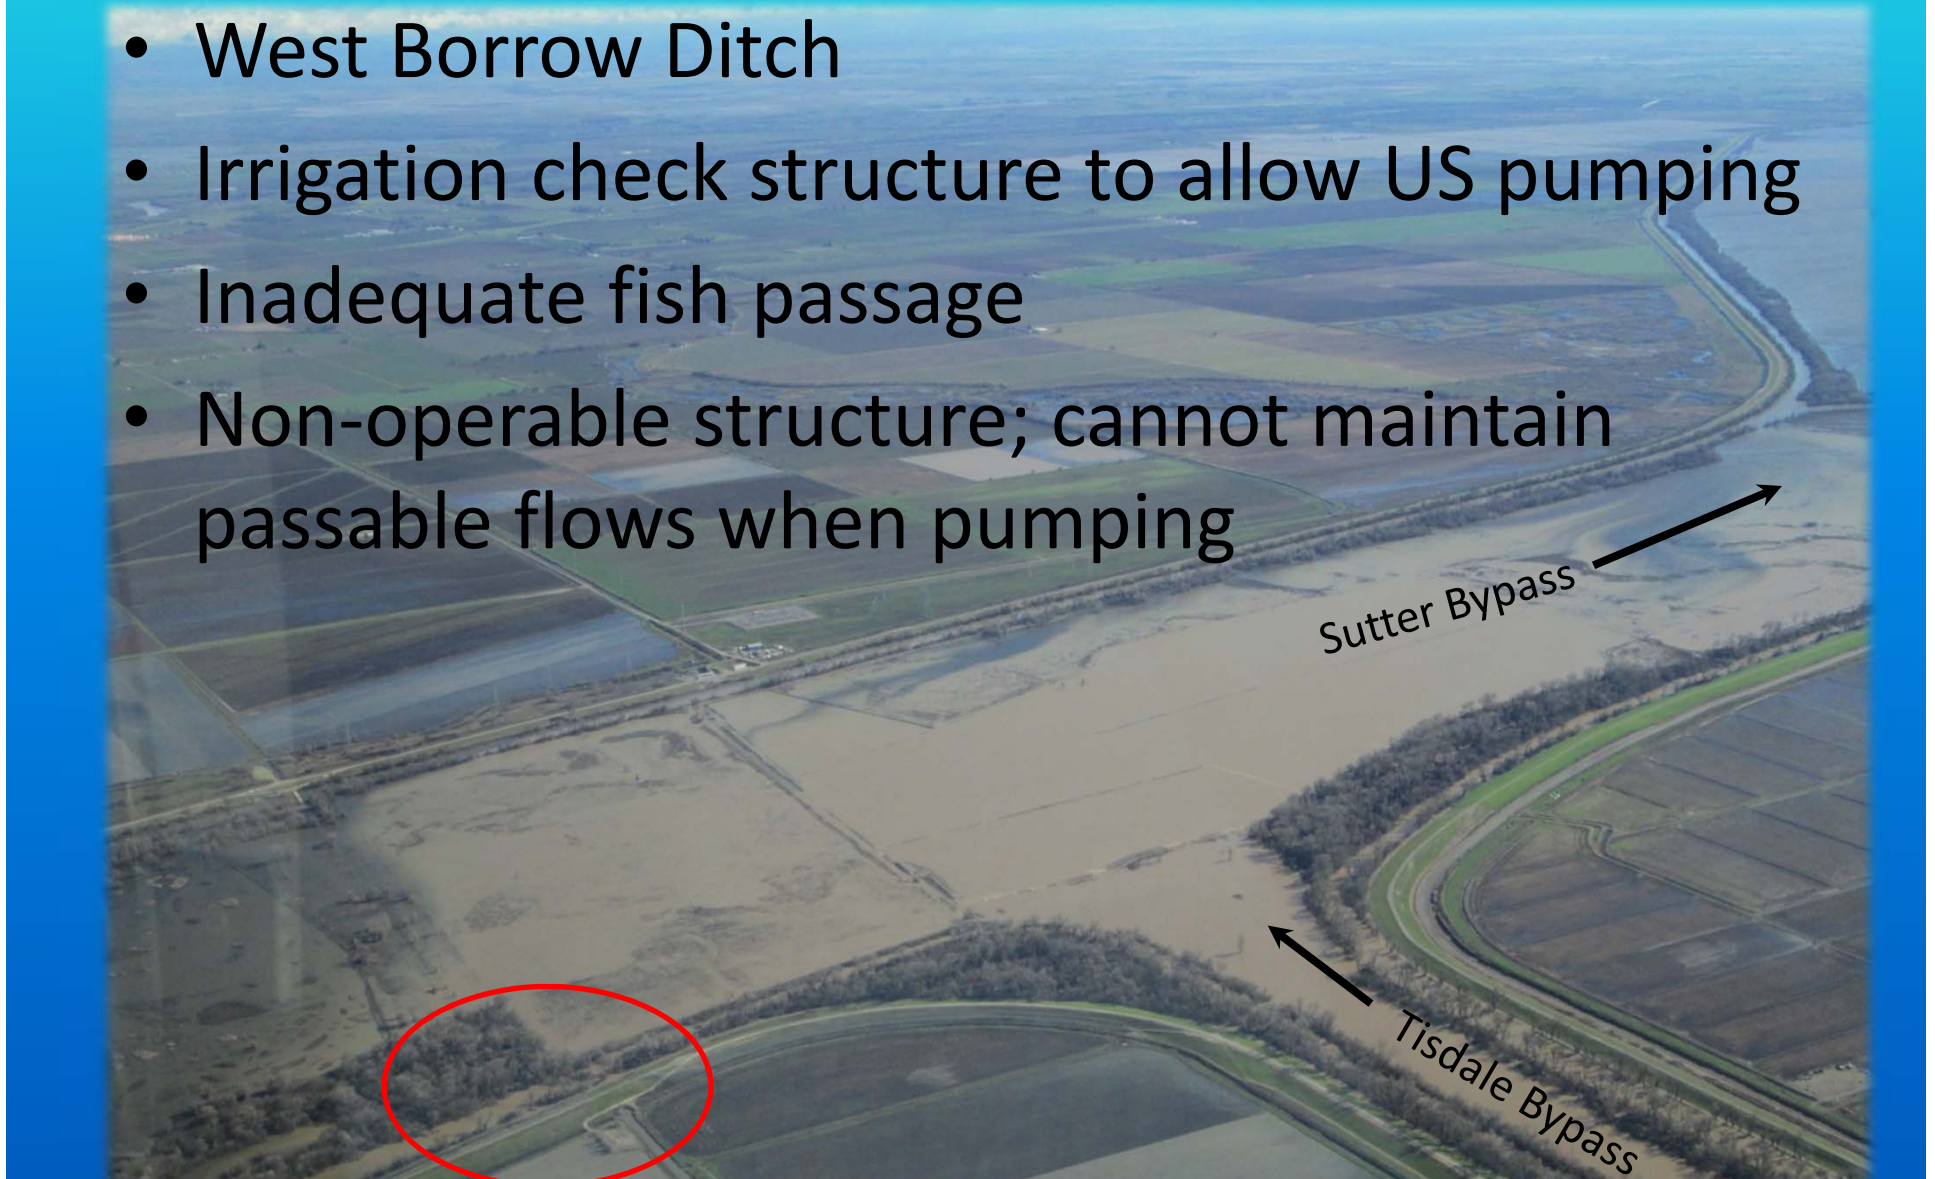 • West Borrow Ditch
• Irrigation check structure to allow US pumping
• Inadequate fish passage
• Non-operable structure; cannot maintain
passable flows when pumping
Sutter Bypass
Tisdale Bypass